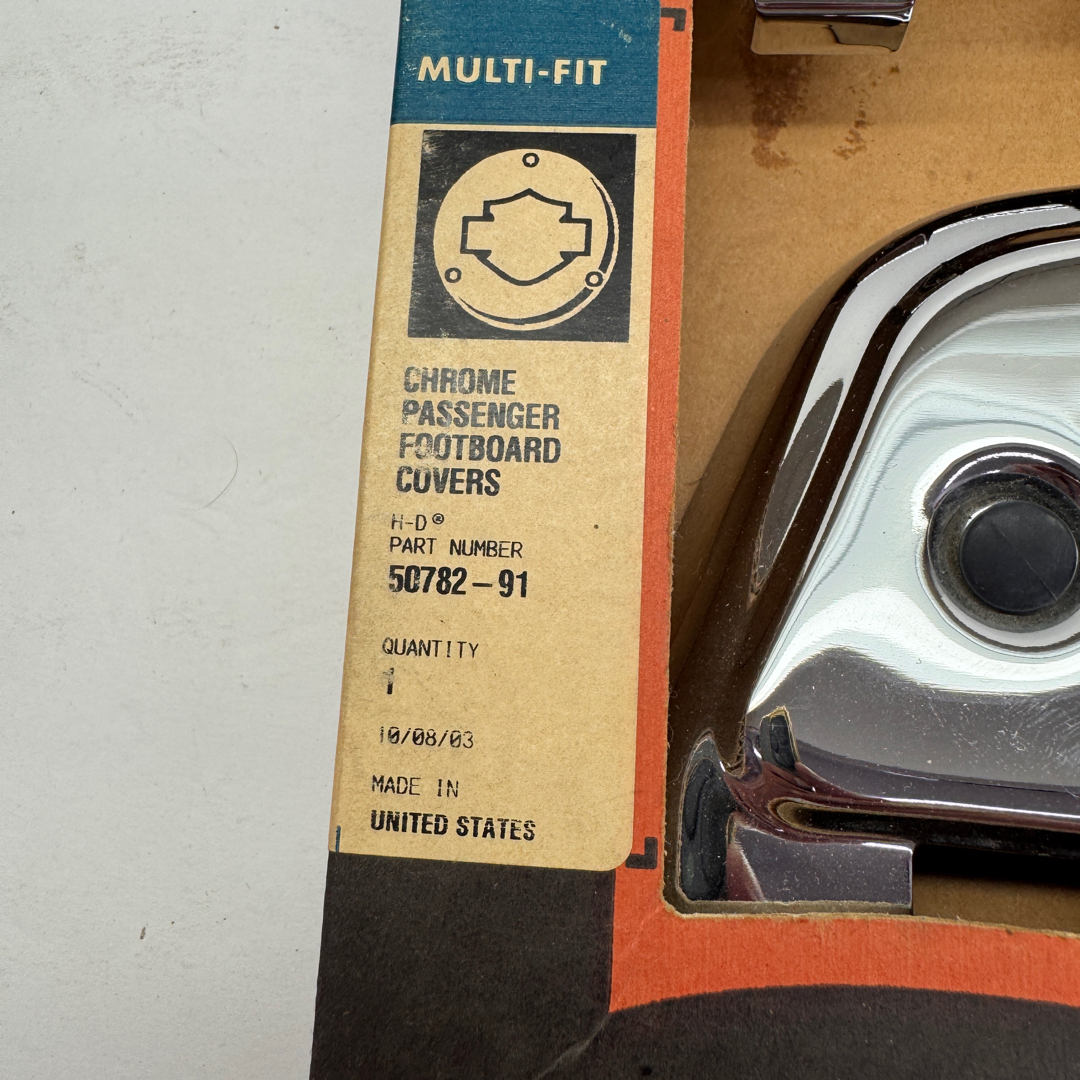 MULTI-FIT
CHROME
PASSENGER
FOOTBOARD
COVERS
H-D®
PART NUMBER
50782-91
QUANTITY
1
10/08/03
MADE IN
UNITED STATES